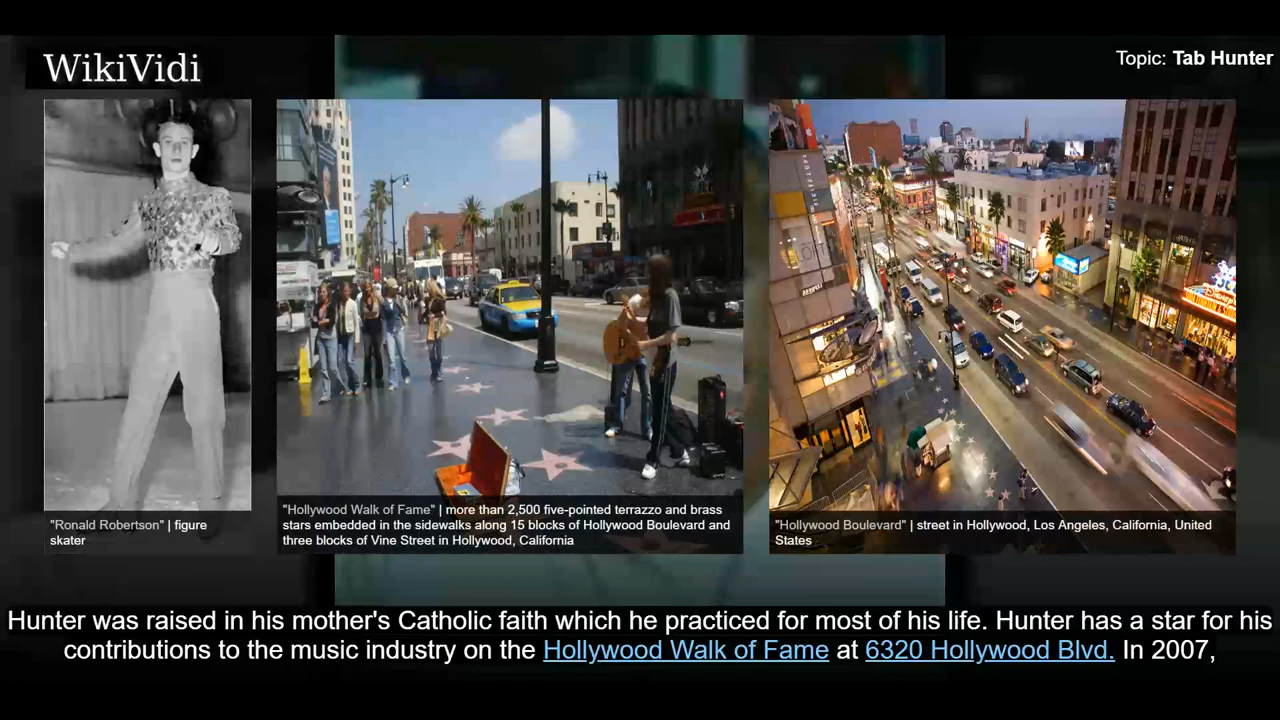 WikiVidi
Topic: Tab Hunter
"Ronald Robertson" | figure
skater
"Hollywood Walk of Fame" | more than 2,500 five-pointed terrazzo and brass
stars embedded in the sidewalks along 15 blocks of Hollywood Boulevard and
three blocks of Vine Street in Hollywood, California
"Hollywood Boulevard" | street in Hollywood, Los Angeles, California, United
States
Hunter was raised in his mother's Catholic faith which he practiced for most of his life. Hunter has a star for his
contributions to the music industry on the Hollywood Walk of Fame at 6320 Hollywood Blvd. In 2007,